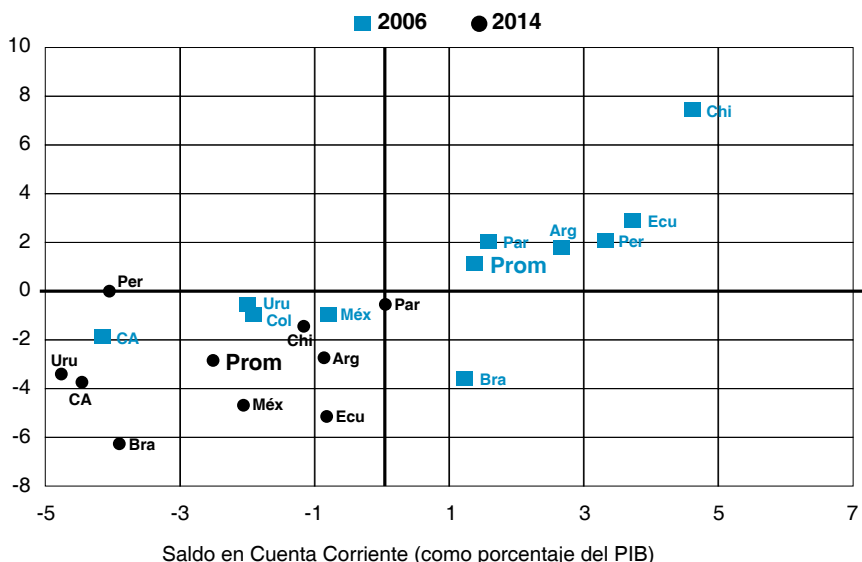 2006 2014
10
8
Chi
6
4
Ecu
Arg
2
Par
Per
Prom
Per
0
Par
Uru
Col
Méx
Chi
-2
CA
Uru
Prom
Arg
-4
CA
Bra
Méx
Ecu
-6
Bra
-8
-5 -3 -1 1 3 5 7
Saldo en Cuenta Corriente (como porcentaje del PIB)